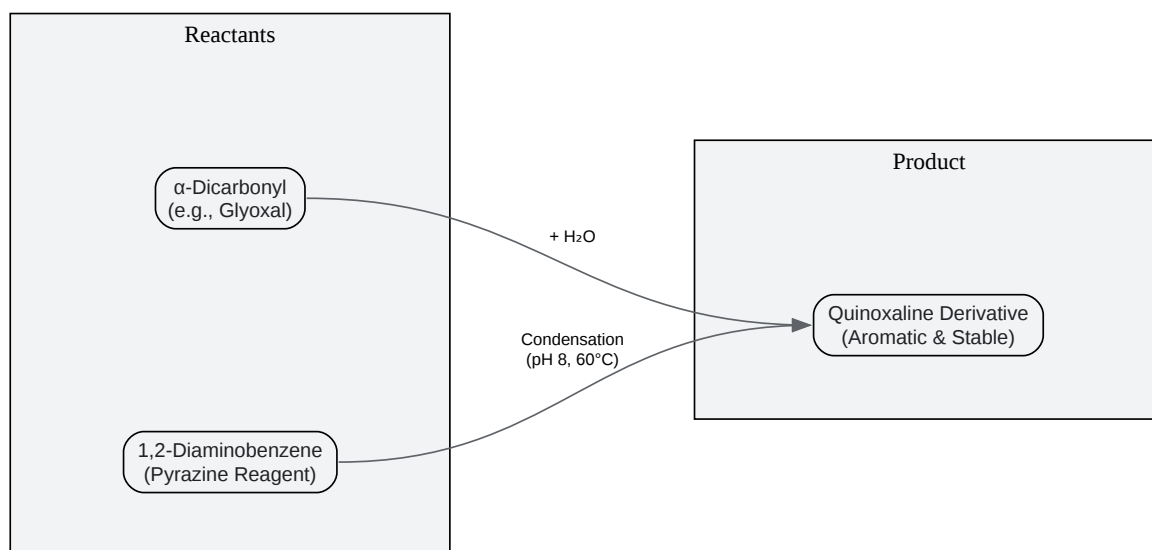 Reactants
Product
α-Dicarbonyl
(e.g., Glyoxal)
+ H₂O
Quinoxaline Derivative
(Aromatic & Stable)
Condensation
(pH 8, 60°C)
1,2-Diaminobenzene
(Pyrazine Reagent)